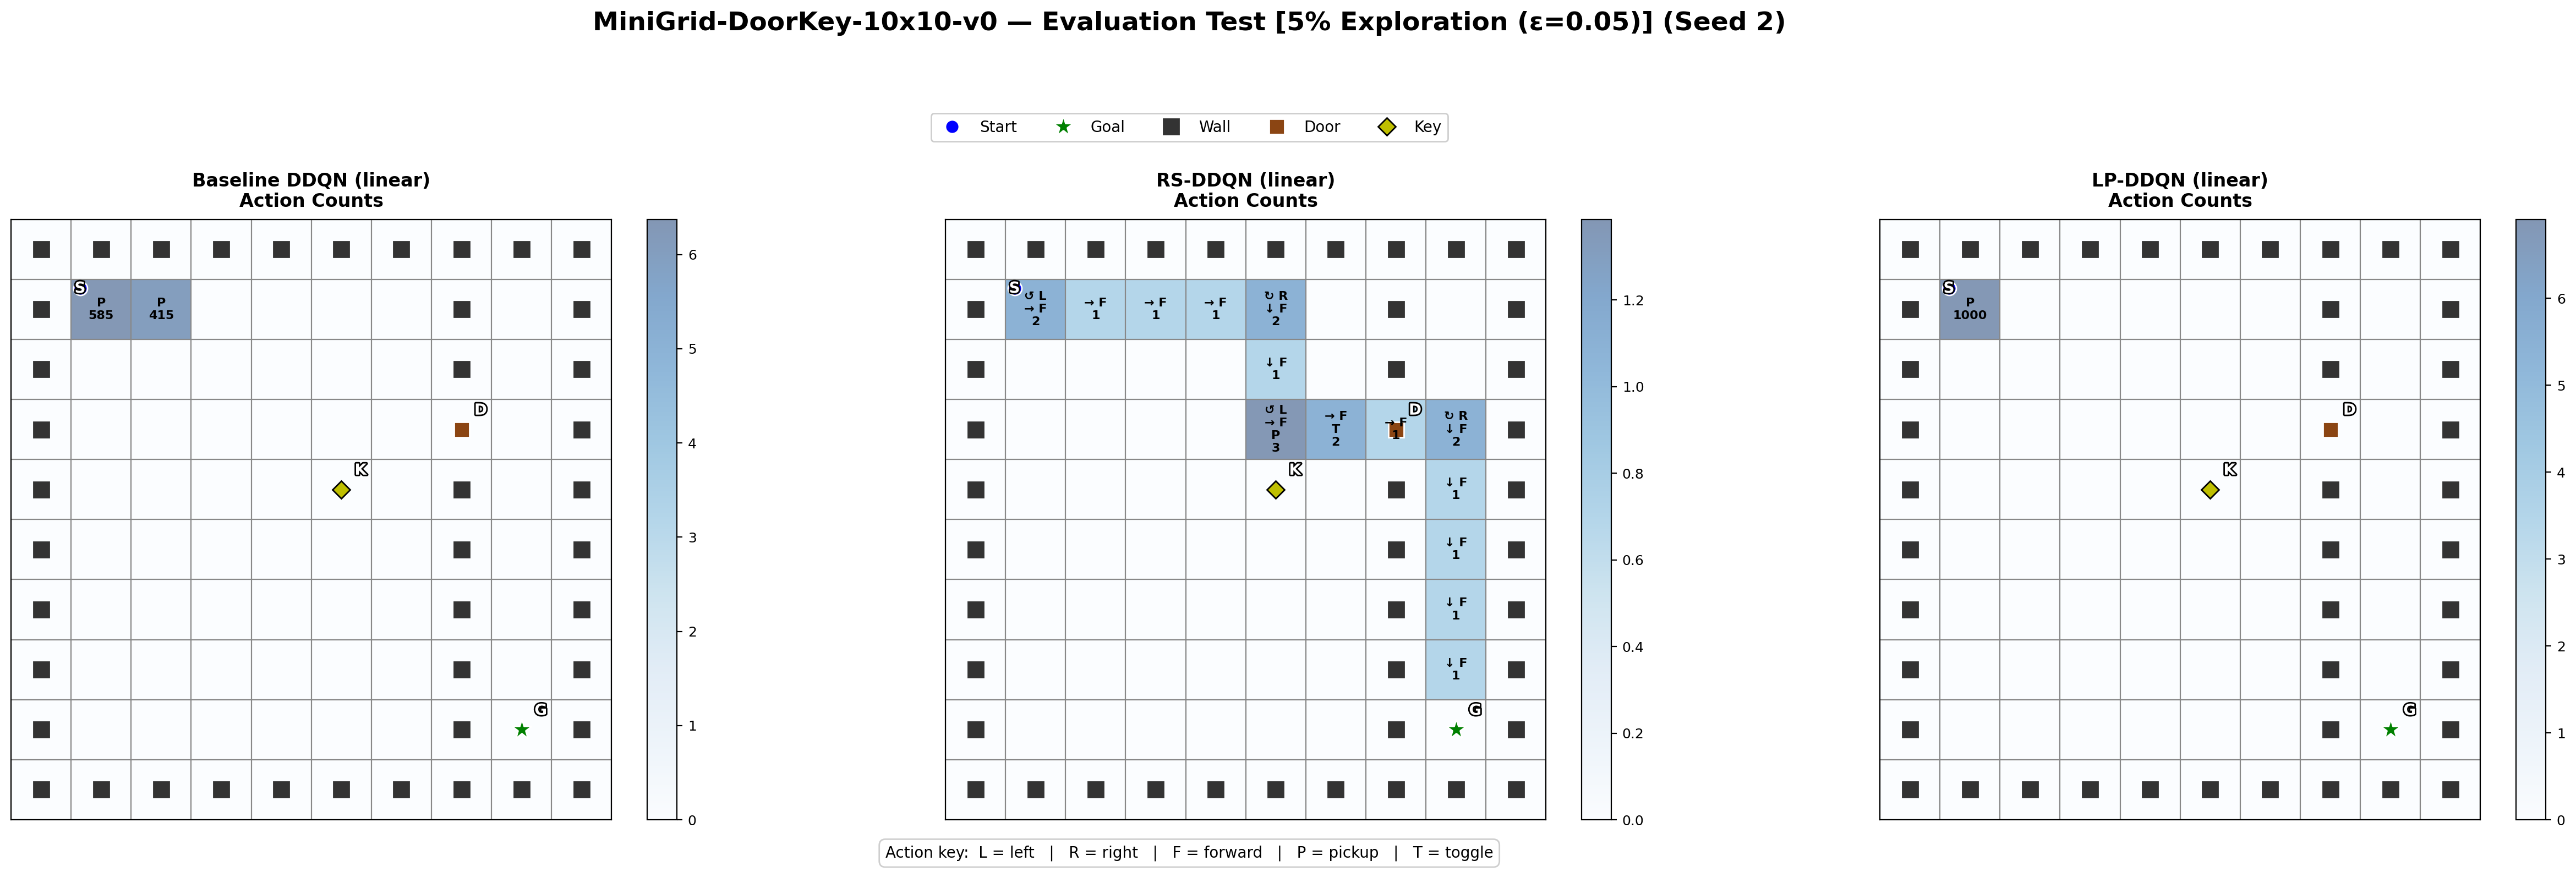 MiniGrid-DoorKey-10x10-v0 — Evaluation Test [5% Exploration (ε=0.05)] (Seed 2)
Start Goal Wall Door Key
Baseline DDQN (linear)
Action Counts
S
P
585
P
415
D
K
G
6
5
4
3
2
1
0
RS-DDQN (linear)
Action Counts
S
↺ L
→ F
2
→ F
1
→ F
1
→ F
1
↻ R
↓ F
2
↓ F
1
↺ L
→ F
P
3
→ F
T
2
D
→ F
1
↻ R
↓ F
2
K
↓ F
1
↓ F
1
↓ F
1
↓ F
1
G
1.2
1.0
0.8
0.6
0.4
0.2
0.0
LP-DDQN (linear)
Action Counts
S
P
1000
D
K
G
6
5
4
3
2
1
0
Action key: L = left | R = right | F = forward | P = pickup | T = toggle